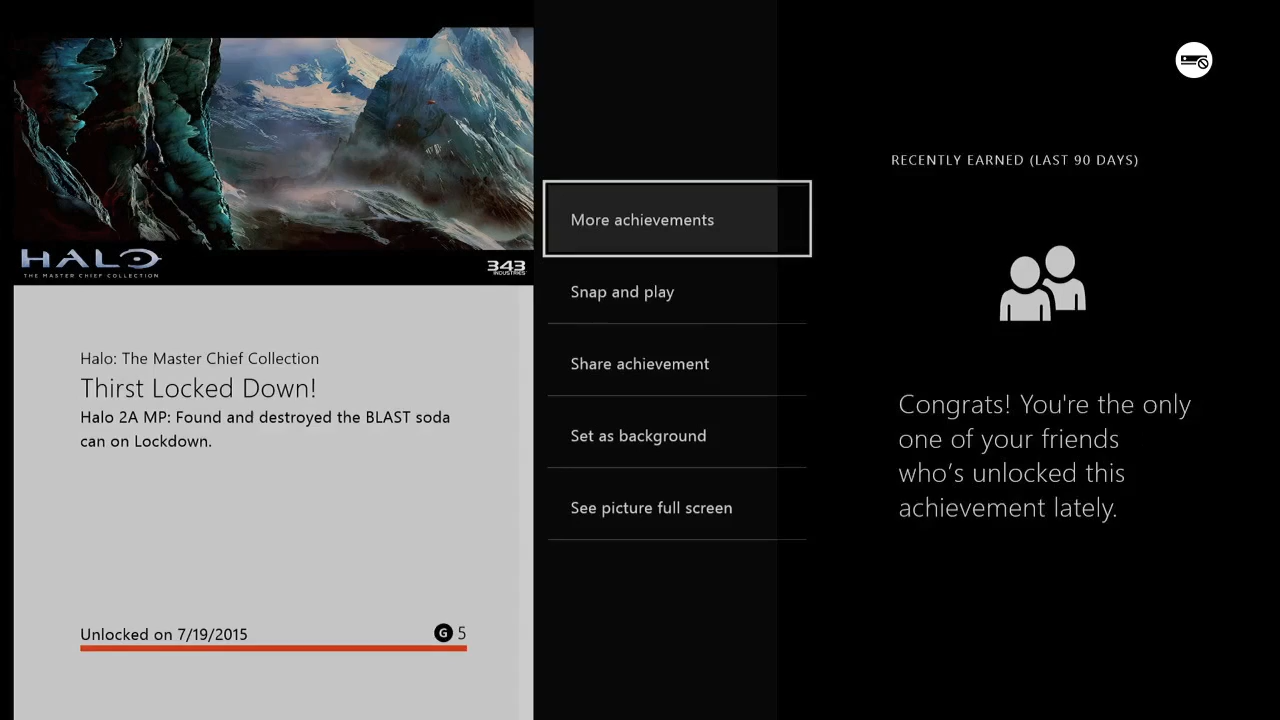 HALO
THE MASTER CHIEF COLLECTION
343
INDUSTRIES
Halo: The Master Chief Collection
Thirst Locked Down!
Halo 2A MP: Found and destroyed the BLAST soda
can on Lockdown.
Unlocked on 7/19/2015
G 5
More achievements
Snap and play
Share achievement
Set as background
See picture full screen
RECENTLY EARNED (LAST 90 DAYS)
Congrats! You're the only
one of your friends
who’s unlocked this
achievement lately.